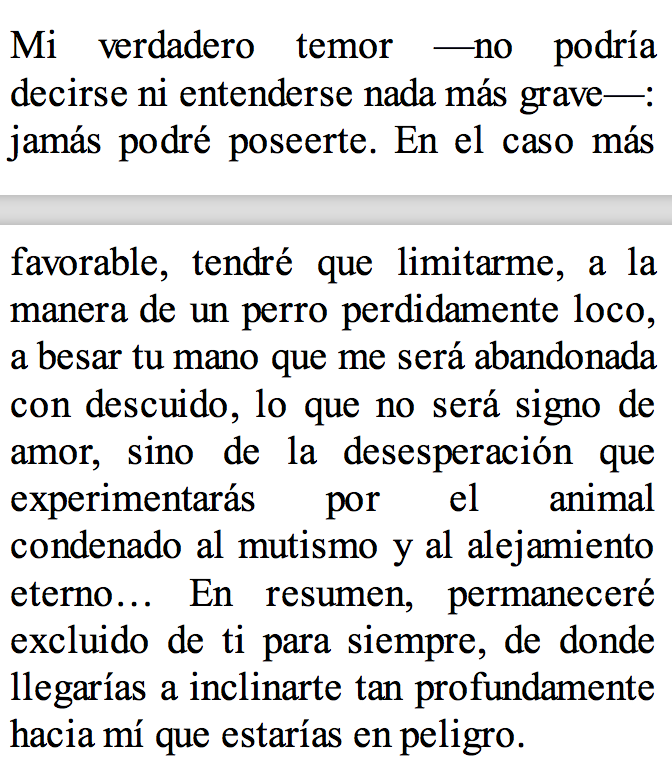 Mi verdadero temor —no podría
decirse ni entenderse nada más grave—:
jamás podré poseerte. En el caso más
favorable, tendré que limitarme, a la
manera de un perro perdidamente loco,
a besar tu mano que me será abandonada
con descuido, lo que no será signo de
amor, sino de la desesperación que
experimentarás por el animal
condenado al mutismo y al alejamiento
eterno… En resumen, permaneceré
excluido de ti para siempre, de donde
llegarías a inclinarte tan profundamente
hacia mí que estarías en peligro.